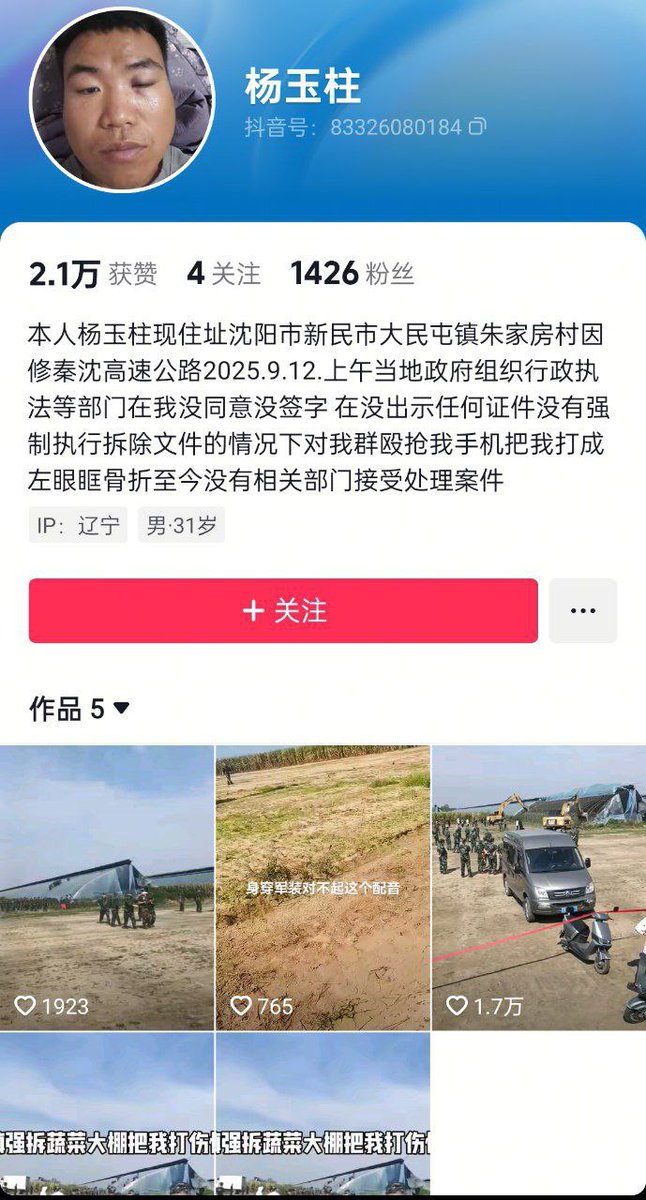 杨玉柱
抖音号：83326080184
2.1万 获赞 4 关注 1426 粉丝
本人杨玉柱现住址沈阳市新民市大民屯镇朱家房村因
修秦沈高速公路2025.9.12.上午当地政府组织行政执
法等部门在我没同意没签字 在没出示任何证件没有强
制执行拆除文件的情况下对我群殴抢我手机把我打成
左眼眶骨折至今没有相关部门接受处理案件
IP：辽宁 男·31岁
+ 关注
作品 5
身穿军装对不起这个配音
1923
765
1.7万
强拆蔬菜大棚把我打伤
强拆蔬菜大棚把我打伤